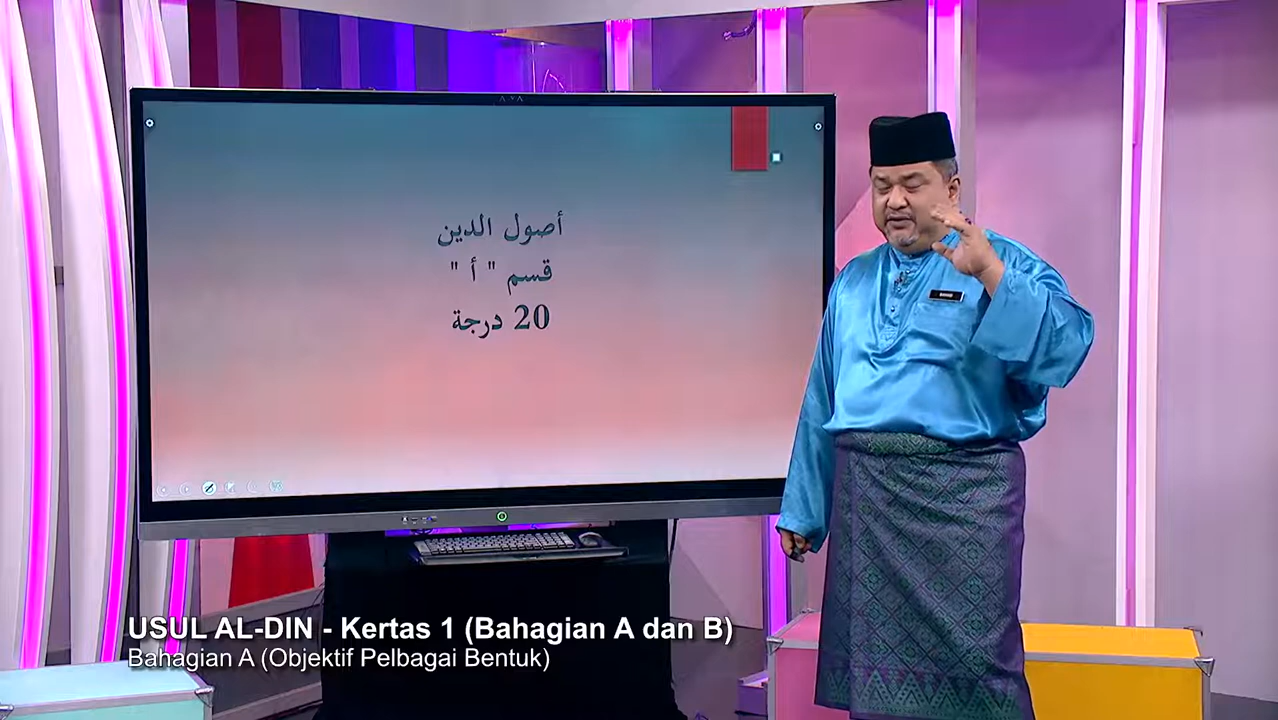 أصول الدين
قسم " أ "
20 درجة
USUL AL-DIN - Kertas 1 (Bahagian A dan B)
Bahagian A (Objektif Pelbagai Bentuk)